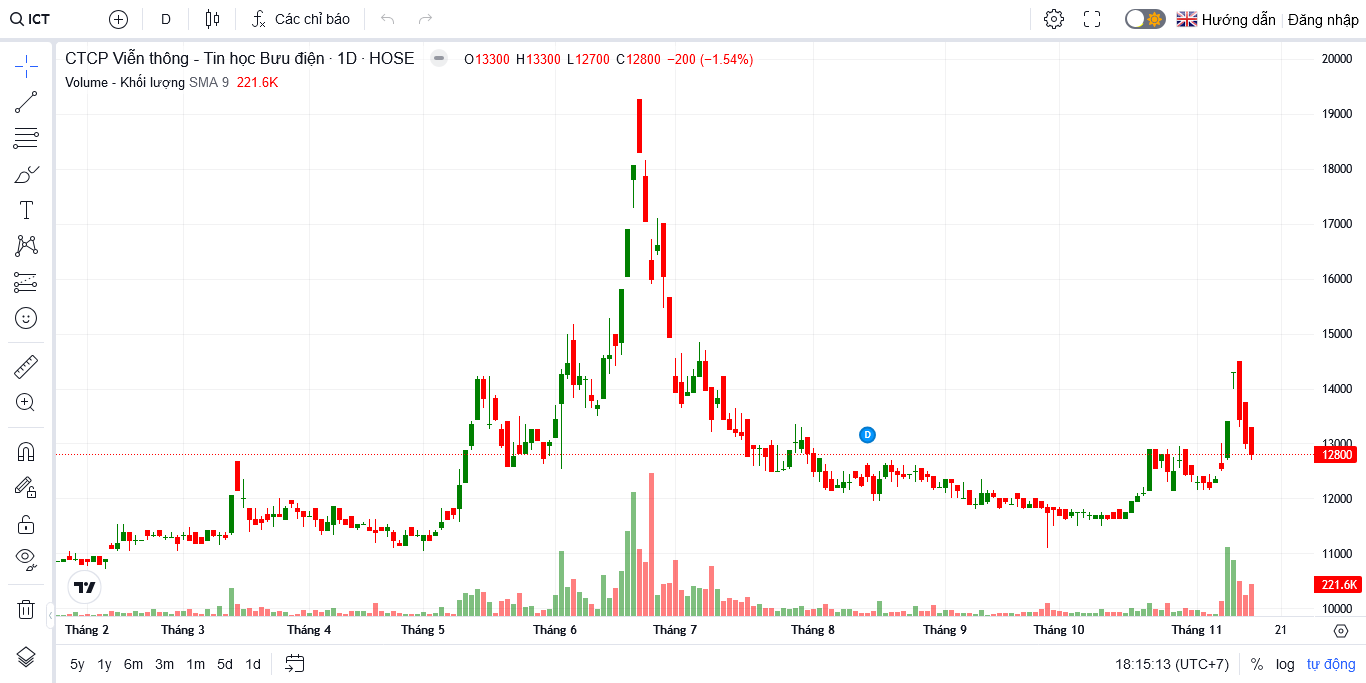 ICT D Các chỉ báo Hướng dẫn Đăng nhập
CTCP Viễn thông - Tin học Bưu điện · 1D · HOSE O13300 H13300 L12700 C12800 −200 (−1.54%)
Volume - Khối lượng SMA 9 221.6K
20000
19000
18000
17000
16000
15000
14000
13000
12800
12000
11000
221.6K
10000
D
Tháng 2 Tháng 3 Tháng 4 Tháng 5 Tháng 6 Tháng 7 Tháng 8 Tháng 9 Tháng 10 Tháng 11 21
5y 1y 6m 3m 1m 5d 1d 18:15:13 (UTC+7) % log tự động